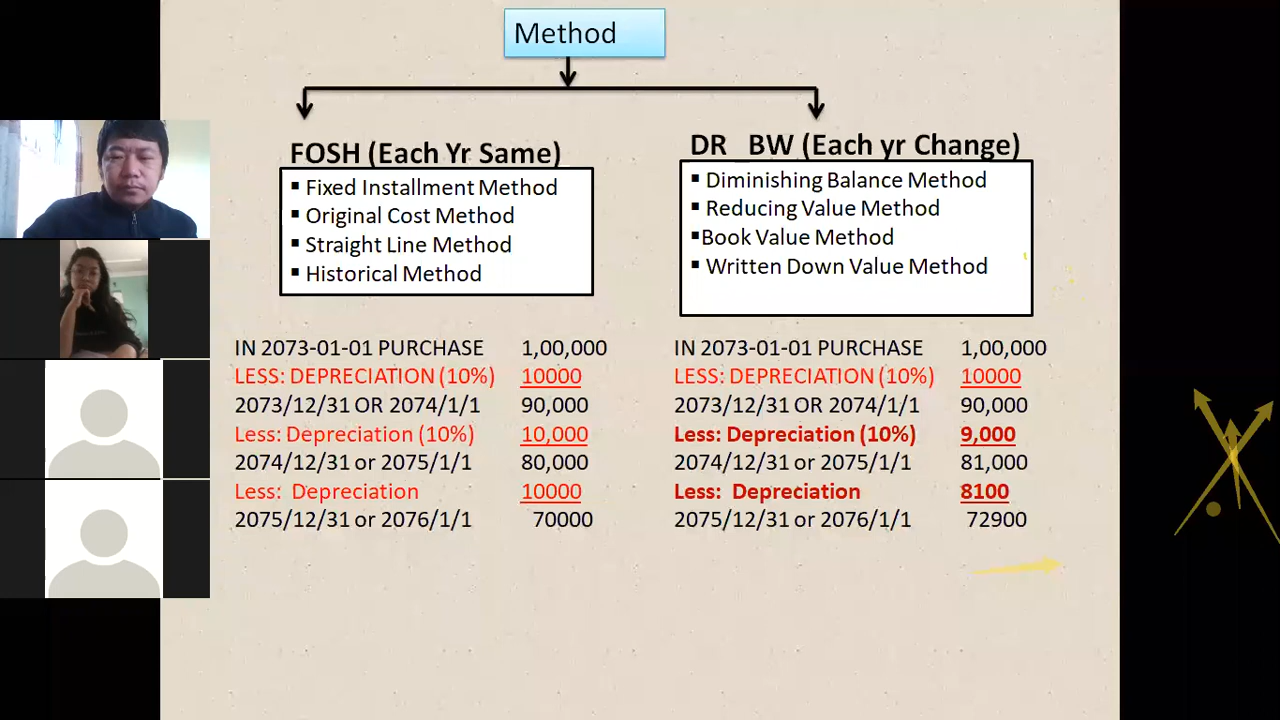 Method
FOSH (Each Yr Same)
▪ Fixed Installment Method
▪ Original Cost Method
▪ Straight Line Method
▪ Historical Method
IN 2073-01-01 PURCHASE 1,00,000
LESS: DEPRECIATION (10%) 10000
2073/12/31 OR 2074/1/1 90,000
Less: Depreciation (10%) 10,000
2074/12/31 or 2075/1/1 80,000
Less: Depreciation 10000
2075/12/31 or 2076/1/1 70000
DR BW (Each yr Change)
▪ Diminishing Balance Method
▪ Reducing Value Method
▪Book Value Method
▪ Written Down Value Method
IN 2073-01-01 PURCHASE 1,00,000
LESS: DEPRECIATION (10%) 10000
2073/12/31 OR 2074/1/1 90,000
Less: Depreciation (10%) 9,000
2074/12/31 or 2075/1/1 81,000
Less: Depreciation 8100
2075/12/31 or 2076/1/1 72900